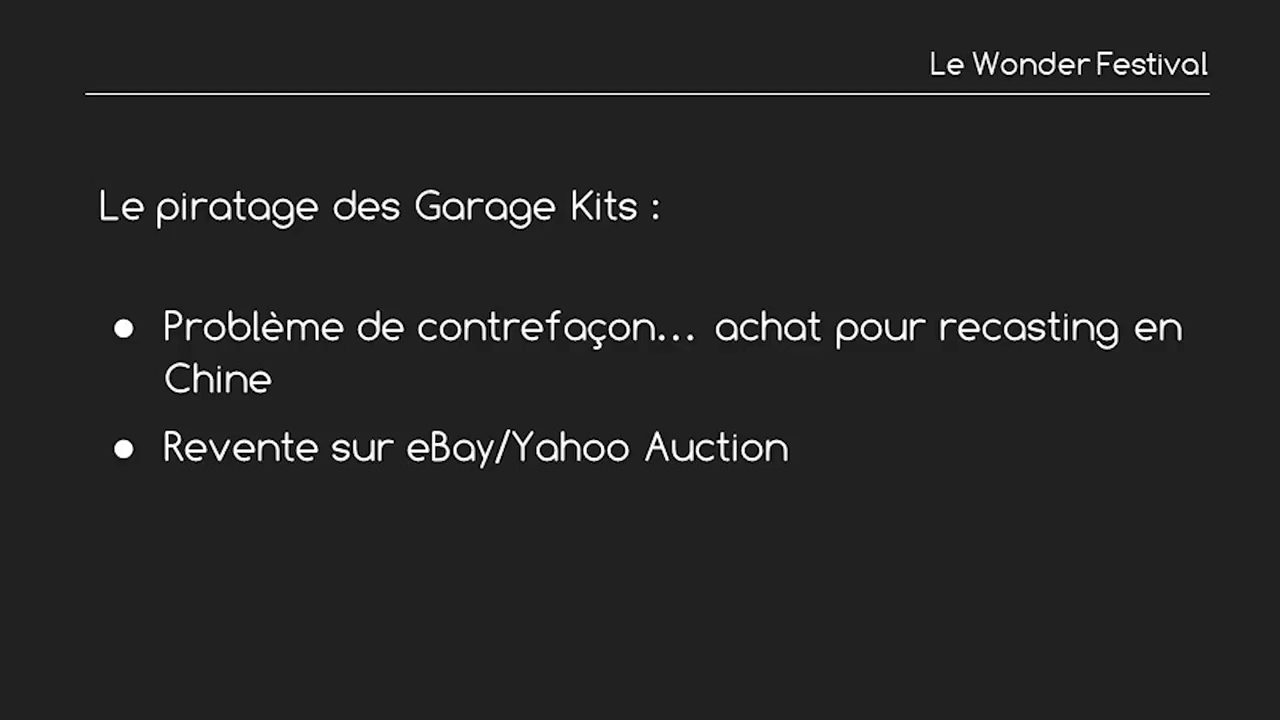 Le Wonder Festival
Le piratage des Garage Kits :
● Problème de contrefaçon... achat pour recasting en
Chine
● Revente sur eBay/Yahoo Auction